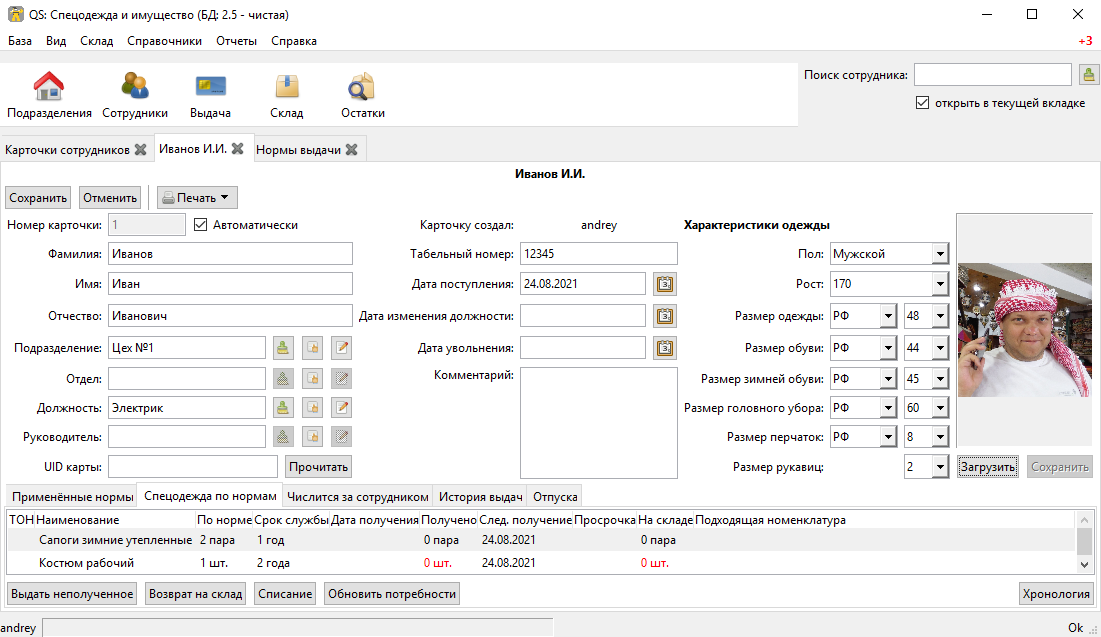 QS: Спецодежда и имущество (БД: 2.5 - чистая)
База Вид Склад Справочники Отчеты Справка +3
Поиск сотрудника:
открыть в текущей вкладке
Подразделения Сотрудники Выдача Склад Остатки
Карточки сотрудников Иванов И.И. Нормы выдачи
Иванов И.И.
Сохранить Отменить Печать
Номер карточки: 1 Автоматически Карточку создал: andrey Характеристики одежды
Фамилия: Иванов Табельный номер: 12345 Пол: Мужской
Имя: Иван Дата поступления: 24.08.2021 3 Рост: 170
Отчество: Иванович Дата изменения должности: 3 Размер одежды: РФ 48
Подразделение: Цех №1 Дата увольнения: 3 Размер обуви: РФ 44
Отдел: Комментарий: Размер зимней обуви: РФ 45
Должность: Электрик Размер головного убора: РФ 60
Руководитель: Размер перчаток: РФ 8
UID карты: Прочитать Размер рукавиц: 2 Загрузить Сохранить
Применённые нормы Спецодежда по нормам Числится за сотрудником История выдач Отпуска
ТОН Наименование По норме Срок службы Дата получения Получено След. получение Просрочка На складе Подходящая номенклатура
Сапоги зимние утепленные 2 пара 1 год 0 пара 24.08.2021 0 пара
Костюм рабочий 1 шт. 2 года 0 шт. 24.08.2021 0 шт.
Выдать неполученное Возврат на склад Списание Обновить потребности Хронология
andrey Ok